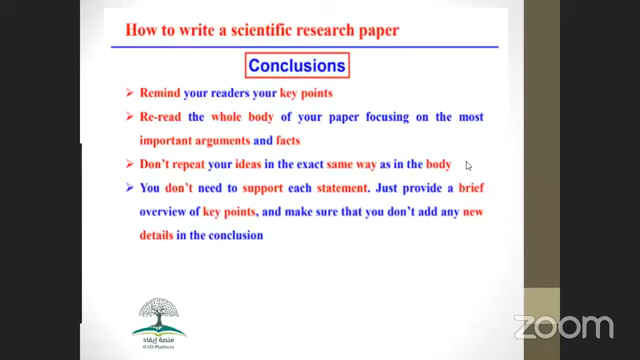 How to write a scientific research paper
Conclusions
➢ Remind your readers your key points
➢ Re-read the whole body of your paper focusing on the most
important arguments and facts
➢ Don't repeat your ideas in the exact same way as in the body
➢ You don't need to support each statement. Just provide a brief
overview of key points, and make sure that you don't add any new
details in the conclusion
منصة إيفاد
IFAD Platform
zoom